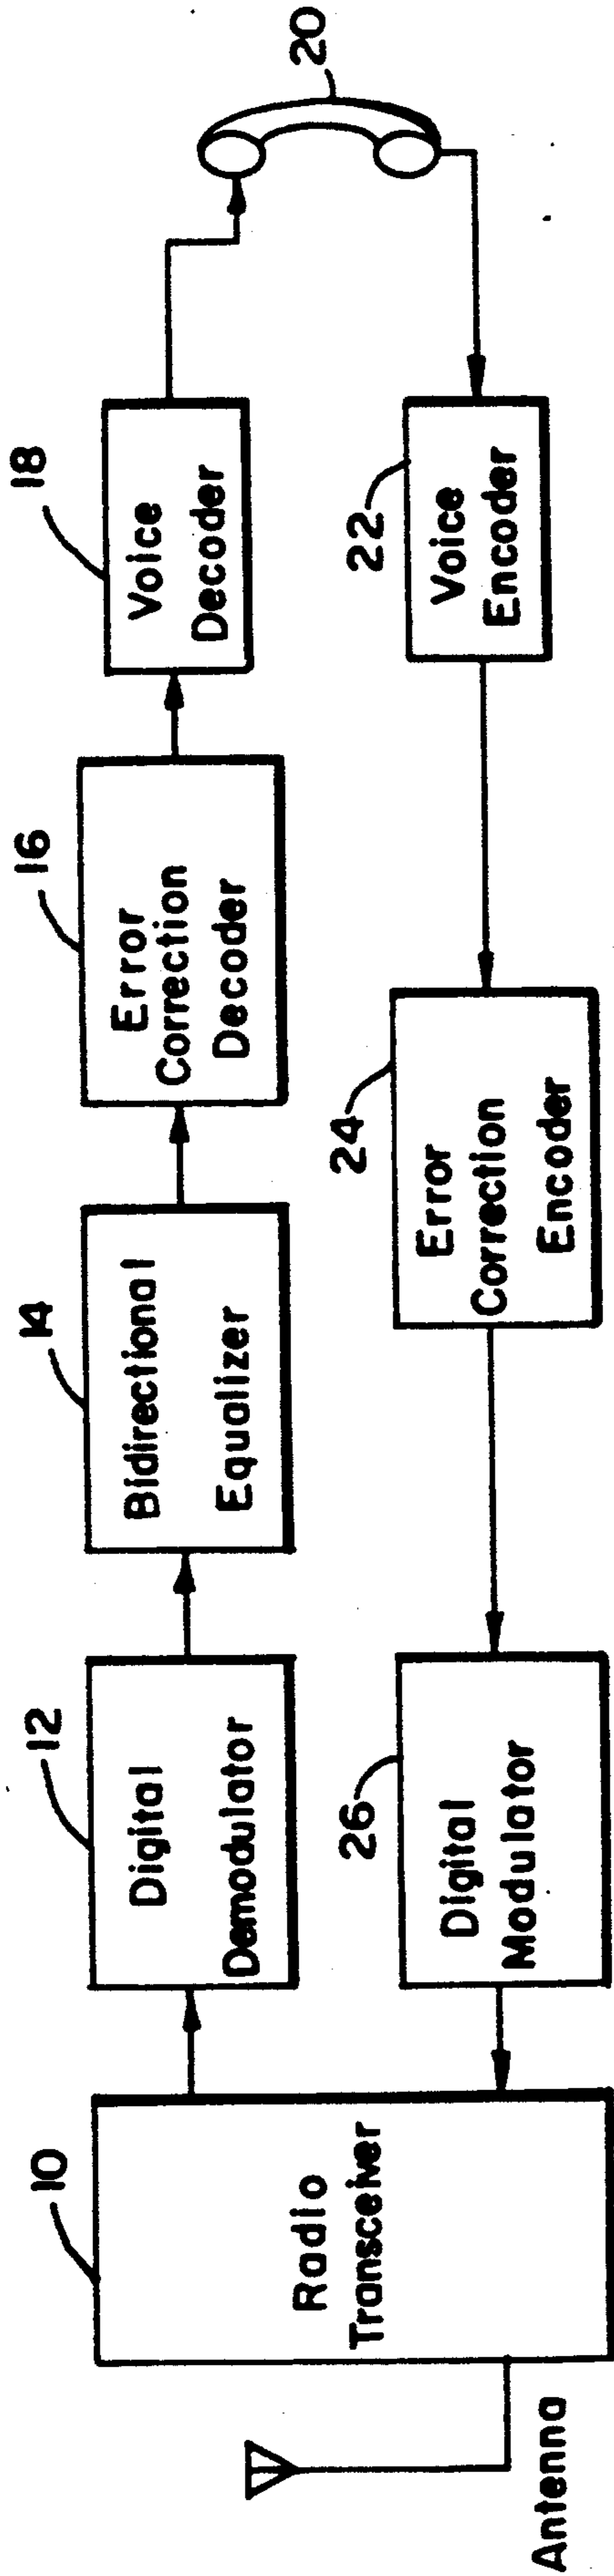 10
Radio
Transceiver
Antenna
12
Digital
Demodulator
14
Bidirectional
Equalizer
16
Error
Correction
Decoder
18
Voice
Decoder
20
22
Voice
Encoder
24
Error
Correction
Encoder
26
Digital
Modulator